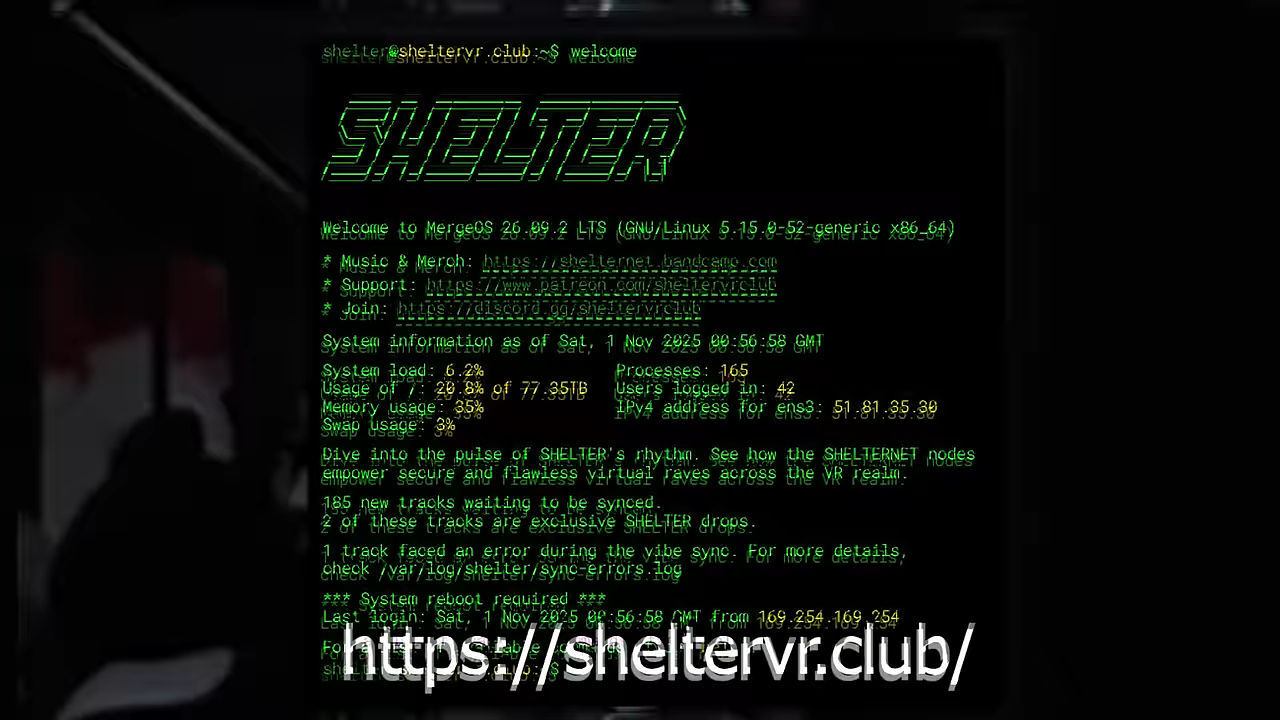 shelter@sheltervr.club:~$ welcome
SHELTER
Welcome to MergeOS 26.09.2 LTS (GNU/Linux 5.15.0-52-generic x86_64)
* Music & Merch: https://shelternet.bandcamp.com
* Support: https://www.patreon.com/sheltervrclub
* Join: https://discord.gg/sheltervrclub
System information as of Sat, 1 Nov 2025 00:56:58 GMT
System load: 6.2% Processes: 165
Usage of /: 20.8% of 77.35TB Users logged in: 42
Memory usage: 35% IPv4 address for ens3: 51.81.35.30
Swap usage: 3%
Dive into the pulse of SHELTER's rhythm. See how the SHELTERNET nodes
empower secure and flawless virtual raves across the VR realm.
185 new tracks waiting to be synced.
2 of these tracks are exclusive SHELTER drops.
1 track faced an error during the vibe sync. For more details,
check /var/log/shelter/sync-errors.log
*** System reboot required ***
Last login: Sat, 1 Nov 2025 00:56:58 GMT from 169.254.169.254
https://sheltervr.club/